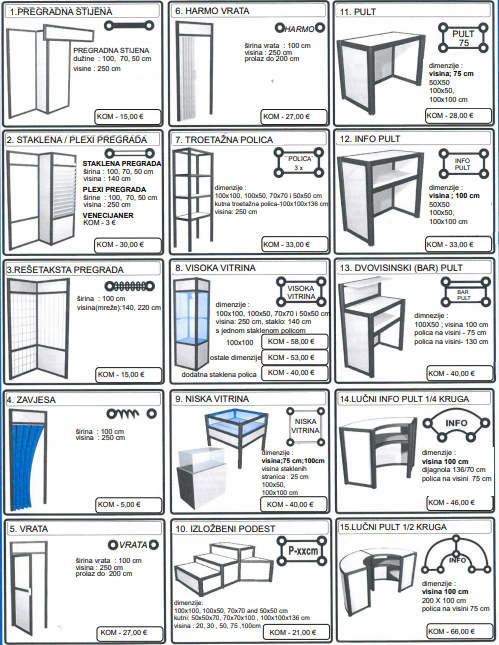 1.PREGRADNA STIJENA
PREGRADNA STIJENA
dužine : 100, 70, 50 cm
visine : 250 cm
KOM - 15,00 €
2. STAKLENA / PLEXI PREGRADA
STAKLENA PREGRADA
širina : 100, 70, 50 cm
visina : 140 cm
PLEXI PREGRADA
širine : 100, 70, 50 cm
visina : 250 cm
VENECIJANER
KOM - 3 €
KOM - 30,00 €
3.REŠETAKSTA PREGRADA
širina : 100 cm
visina(mreže):140, 220 cm
KOM - 15,00 €
4. ZAVJESA
širina : 100 cm
visina : 250 cm
KOM - 5,00 €
5. VRATA
VRATA
širina vrata : 100 cm
visina : 250 cm
prolaz do 200 cm
KOM - 27,00 €
6. HARMO VRATA
HARMO
širina vrata : 100 cm
visina : 250 cm
prolaz do 200 cm
KOM - 27,00 €
7. TROETAŽNA POLICA
POLICA
3 x
dimenzije :
100x100, 100x50, 70x70 i 50x50 cm
kutna troetažna polica-100x100x136 cm
visina: 250 cm
KOM - 33,00 €
8. VISOKA VITRINA
VISOKA
VITRINA
dimenzije :
100x100, 100x50, 70x70 i 50x50 cm
visina: 250 cm, staklo: 140 cm
s jednom staklenom policom
100x100
KOM - 58,00 €
ostale dimenzije
KOM - 53,00 €
dodatna staklena polica
KOM - 40,00 €
9. NISKA VITRINA
NISKA
VITRINA
dimenzije :
visina;75 cm;100cm
visina staklenih
stranica : 25 cm
100x50,
100x100 cm
KOM - 40,00 €
10. IZLOŽBENI PODEST
P-xxcm
dimenzije:
100x100, 100x50, 70x70 and 50x50 cm
kutni: 50x50x70, 70x70x100 , 100x100x136 cm
visina : 20, 30 , 50, 75 ,100cm
KOM - 21,00 €
11. PULT
PULT
75
dimenzije :
visina; 75 cm
50X50
100x50,
100x100 cm
KOM - 28,00 €
12. INFO PULT
INFO
PULT
dimenzije :
visina ; 100 cm
50X50
100x50,
100x100 cm
KOM - 33,00 €
13. DVOVISINSKI (BAR) PULT
BAR
PULT
dimnezije :
100X50 ; visina 100 cm
polica na visini - 75 cm
polica na visini- 130 cm
KOM - 40,00 €
14.LUČNI INFO PULT 1/4 KRUGA
INFO
dimenzije :
visina 100 cm
dijagnola 136/70 cm
polica na visini 75 cm
KOM - 46,00 €
15.LUČNI PULT 1/2 KRUGA
INFO
dimenzije :
visina 100 cm
200 X 100 cm
polica na visini 75 cm
KOM - 66,00 €